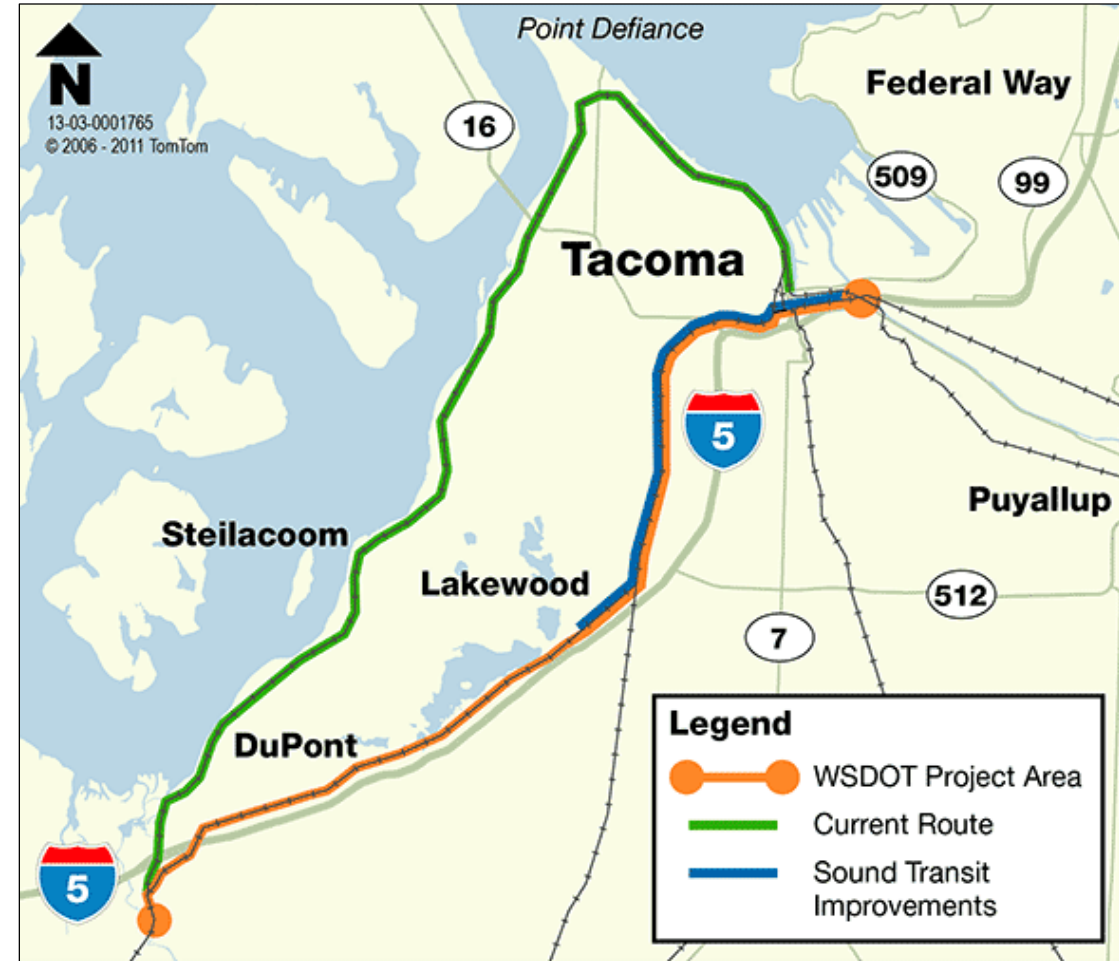 Point Defiance
N
13-03-0001765
© 2006 - 2011 TomTom
Federal Way
16
509
99
Tacoma
5
Puyallup
Steilacoom
Lakewood
512
7
DuPont
5
Legend
WSDOT Project Area
Current Route
Sound Transit
Improvements